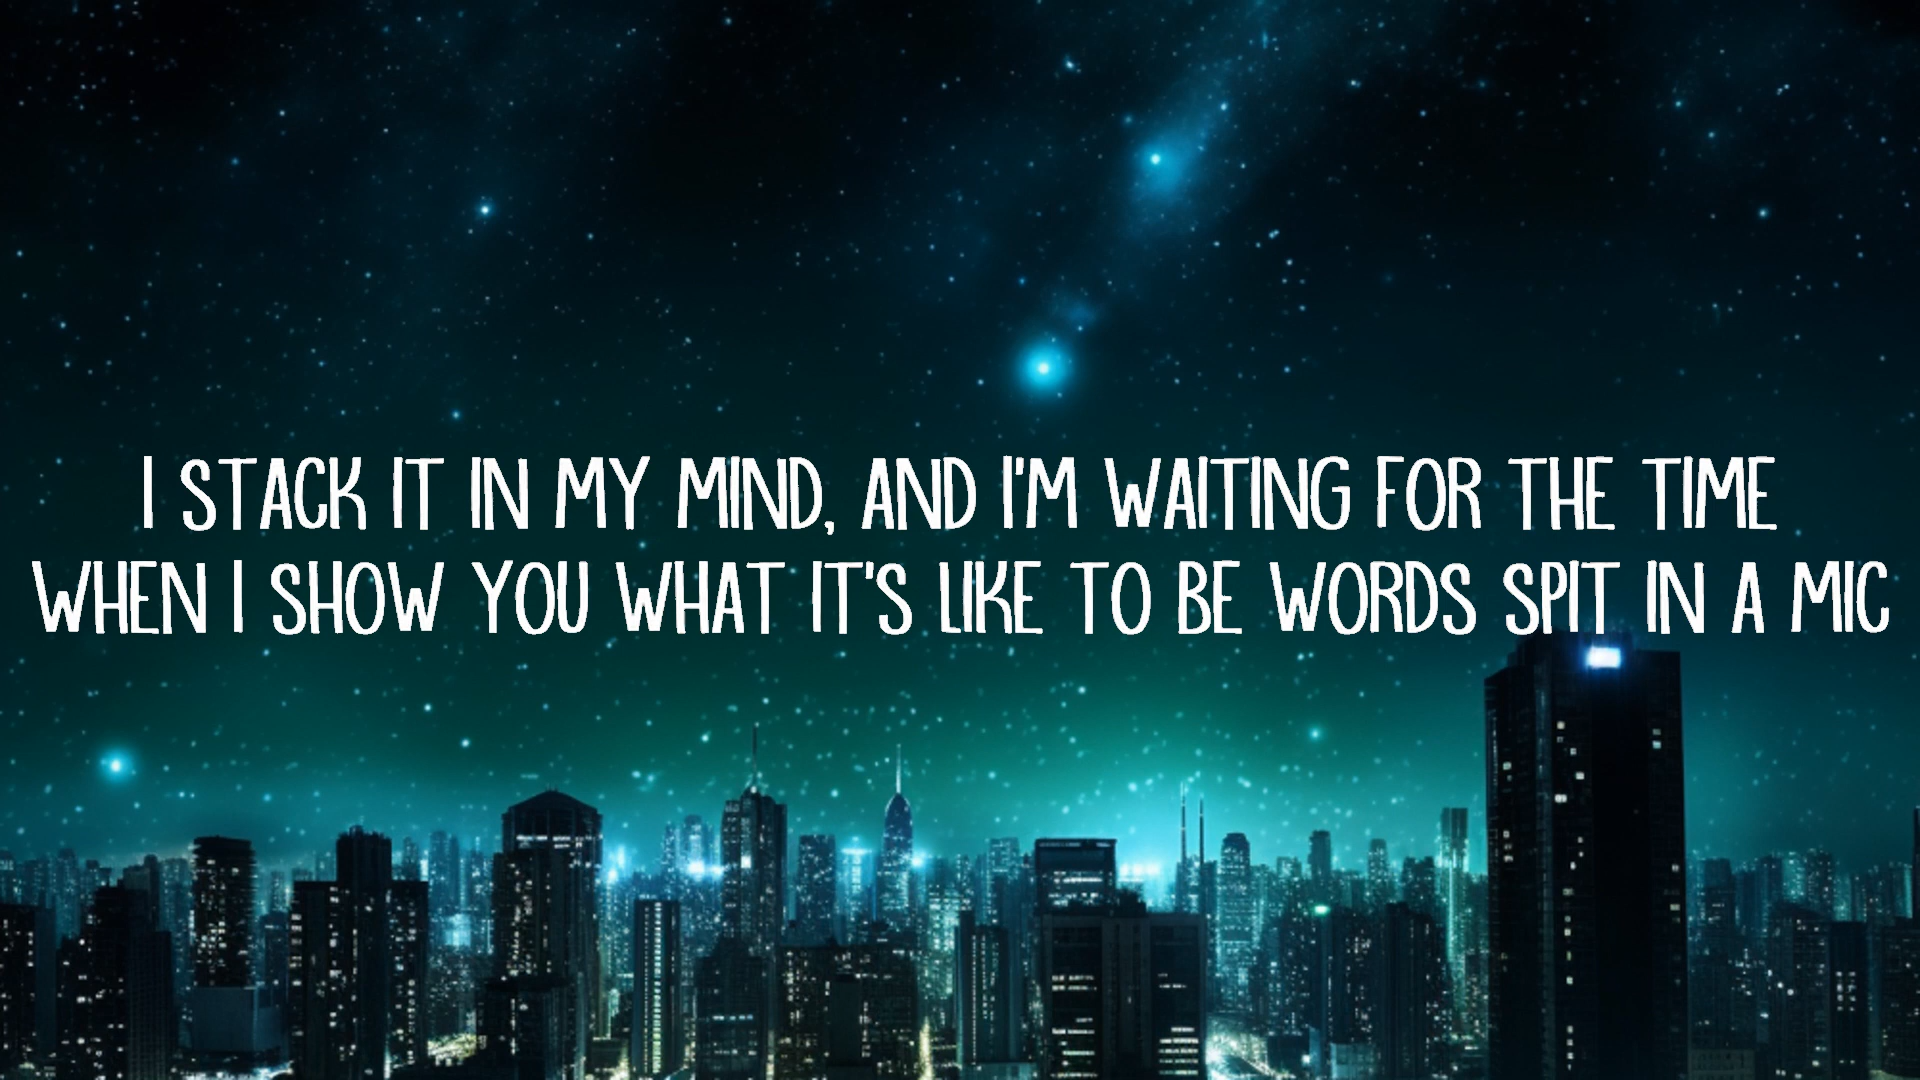 I STACK IT IN MY MIND, AND I'M WAITING FOR THE TIME
WHEN I SHOW YOU WHAT IT'S LIKE TO BE WORDS SPIT IN A MIC